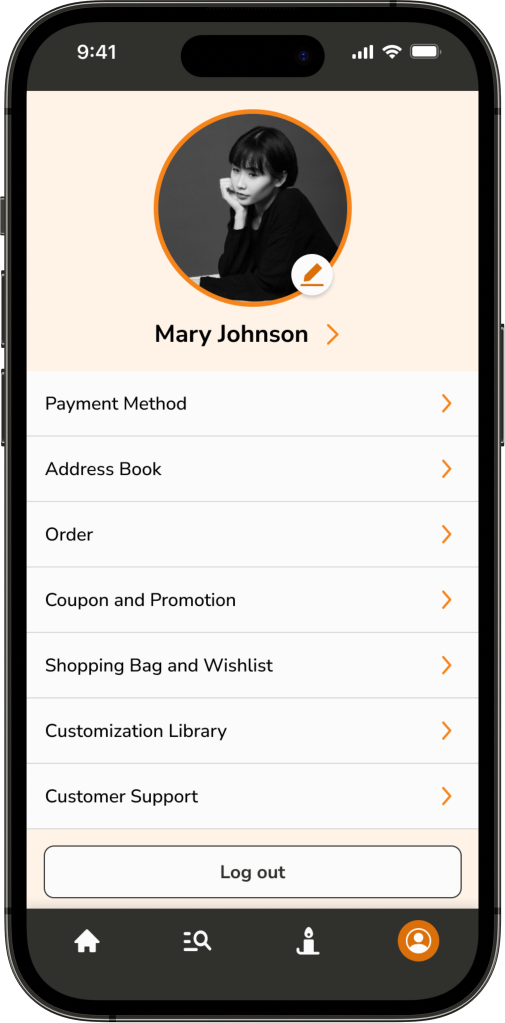 9:41
Mary Johnson
Payment Method
Address Book
Order
Coupon and Promotion
Shopping Bag and Wishlist
Customization Library
Customer Support
Log out